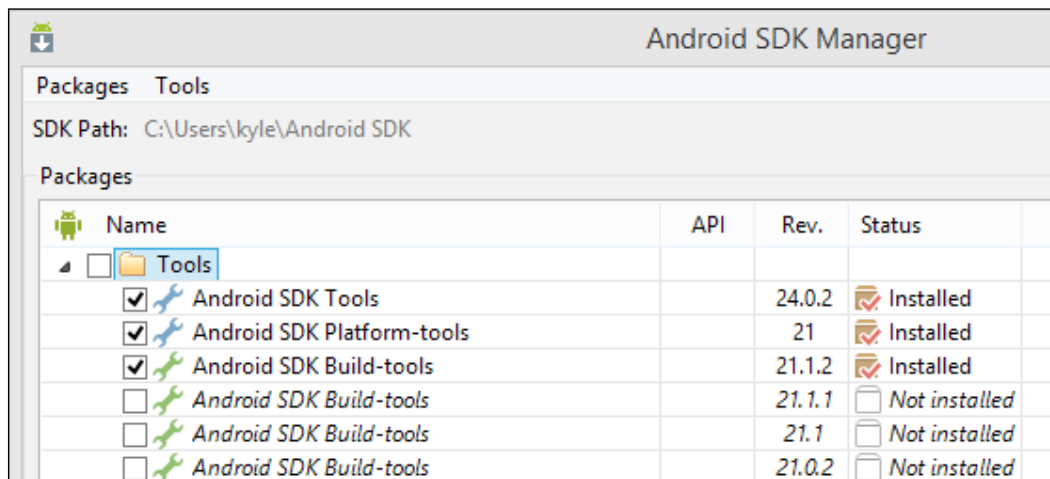 Android SDK Manager
Packages Tools
SDK Path: C:\Users\kyle\Android SDK
Packages
Name API Rev. Status
Tools
Android SDK Tools 24.0.2 Installed
Android SDK Platform-tools 21 Installed
Android SDK Build-tools 21.1.2 Installed
Android SDK Build-tools 21.1.1 Not installed
Android SDK Build-tools 21.1 Not installed
Android SDK Build-tools 21.0.2 Not installed